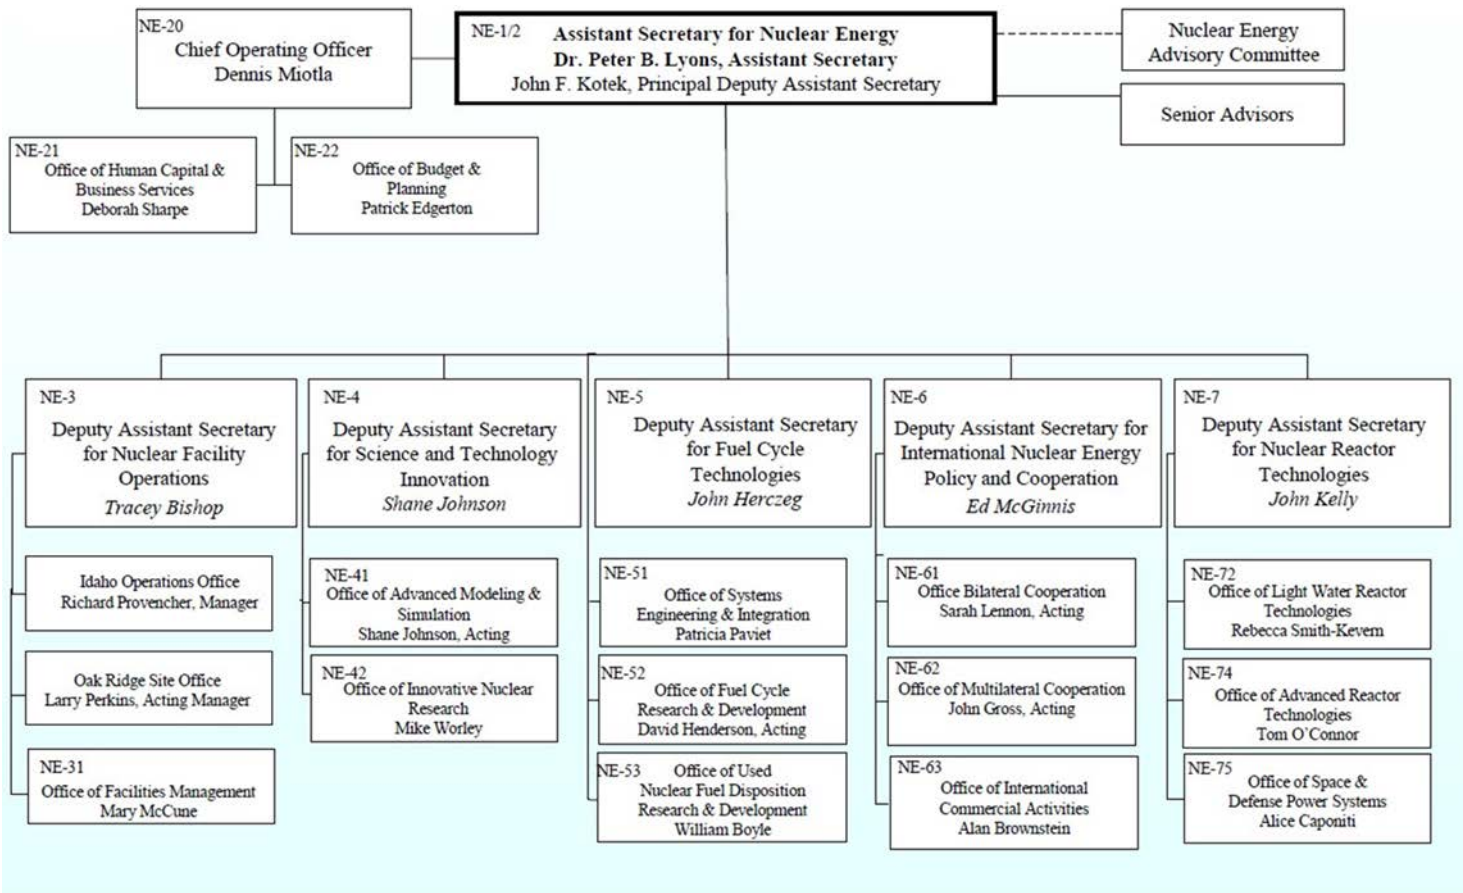 NE-20
Chief Operating Officer
Dennis Miotla
NE-1/2
Assistant Secretary for Nuclear Energy
Dr. Peter B. Lyons, Assistant Secretary
John F. Kotek, Principal Deputy Assistant Secretary
Nuclear Energy
Advisory Committee
Senior Advisors
NE-21
Office of Human Capital &
Business Services
Deborah Sharpe
NE-22
Office of Budget &
Planning
Patrick Edgerton
NE-3
Deputy Assistant Secretary
for Nuclear Facility
Operations
Tracey Bishop
NE-4
Deputy Assistant Secretary
for Science and Technology
Innovation
Shane Johnson
NE-5
Deputy Assistant Secretary
for Fuel Cycle
Technologies
John Herczeg
NE-6
Deputy Assistant Secretary for
International Nuclear Energy
Policy and Cooperation
Ed McGinnis
NE-7
Deputy Assistant Secretary
for Nuclear Reactor
Technologies
John Kelly
Idaho Operations Office
Richard Provencher, Manager
Oak Ridge Site Office
Larry Perkins, Acting Manager
NE-31
Office of Facilities Management
Mary McCune
NE-41
Office of Advanced Modeling &
Simulation
Shane Johnson, Acting
NE-42
Office of Innovative Nuclear
Research
Mike Worley
NE-51
Office of Systems
Engineering & Integration
Patricia Paviet
NE-52
Office of Fuel Cycle
Research & Development
David Henderson, Acting
NE-53
Office of Used
Nuclear Fuel Disposition
Research & Development
William Boyle
NE-61
Office Bilateral Cooperation
Sarah Lennon, Acting
NE-62
Office of Multilateral Cooperation
John Gross, Acting
NE-63
Office of International
Commercial Activities
Alan Brownstein
NE-72
Office of Light Water Reactor
Technologies
Rebecca Smith-Kevern
NE-74
Office of Advanced Reactor
Technologies
Tom O`Connor
NE-75
Office of Space &
Defense Power Systems
Alice Caponiti